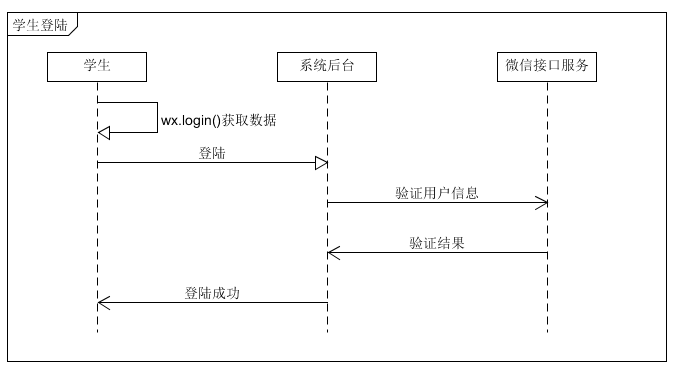 学生登陆
学生
系统后台
微信接口服务
wx.login()获取数据
登陆
验证用户信息
验证结果
登陆成功